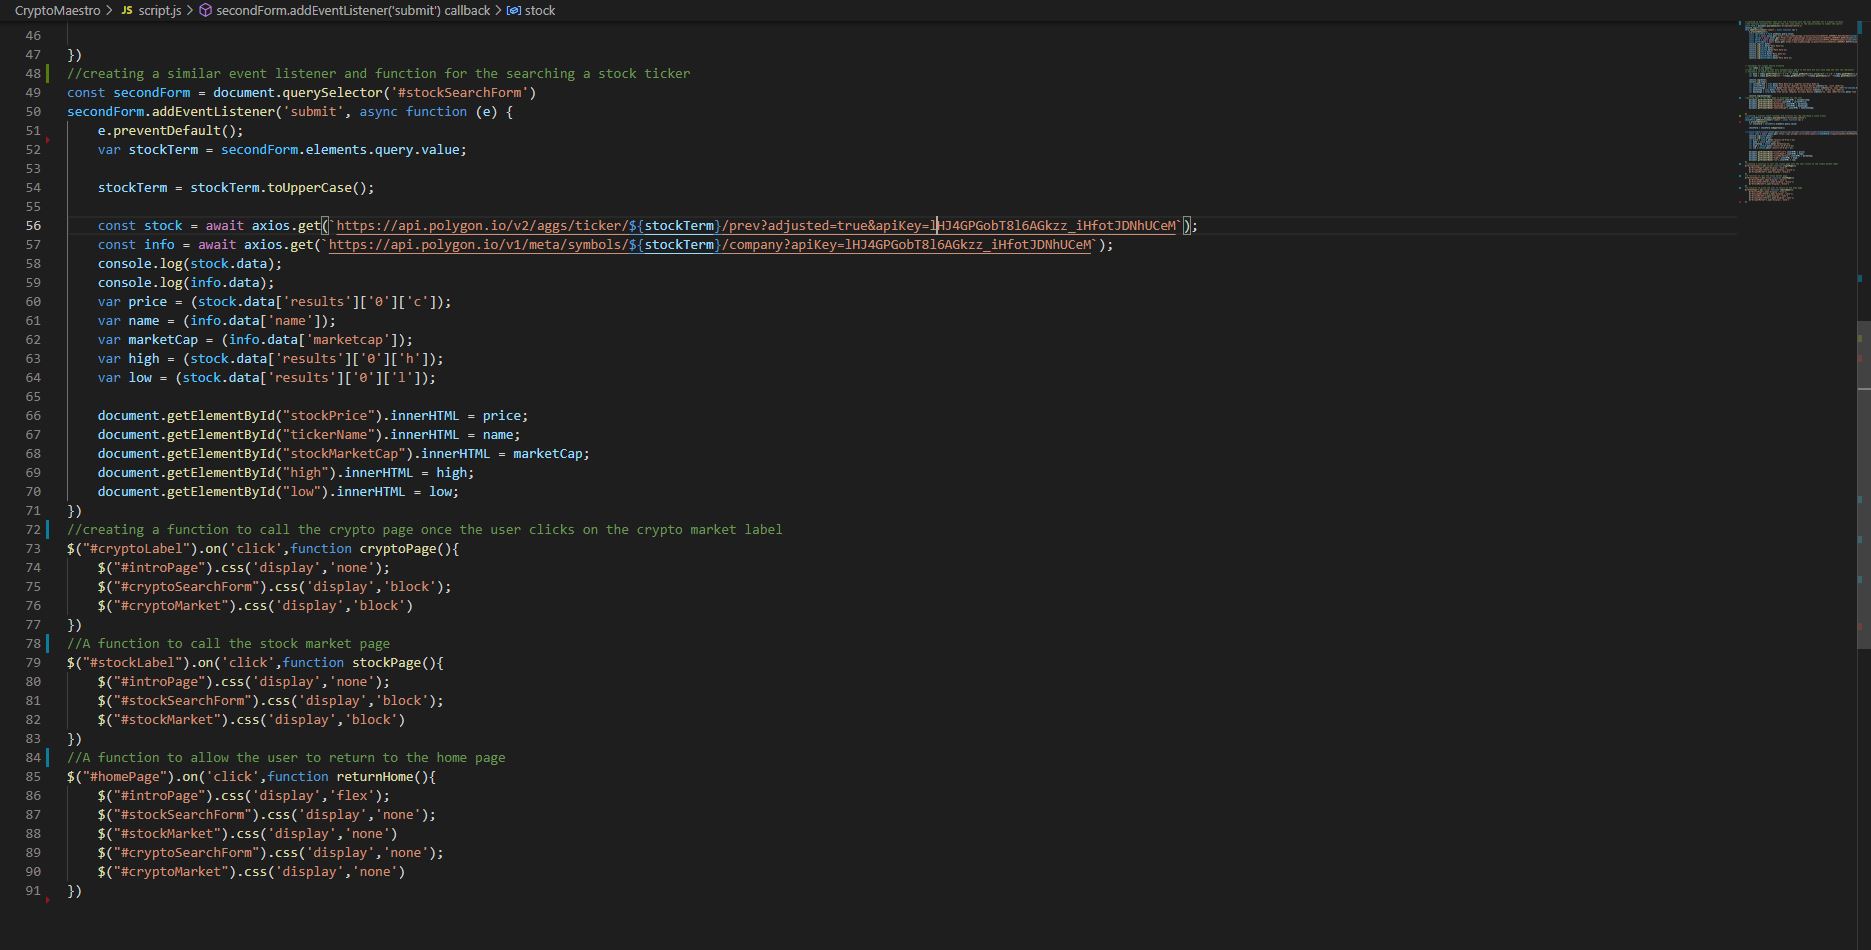 CryptoMaestro > JS script.js > secondForm.addEventListener('submit') callback > stock
46
47 })
48 //creating a similar event listener and function for the searching a stock ticker
49 const secondForm = document.querySelector('#stockSearchForm')
50 secondForm.addEventListener('submit', async function (e) {
51     e.preventDefault();
52     var stockTerm = secondForm.elements.query.value;
53
54     stockTerm = stockTerm.toUpperCase();
55
56     const stock = await axios.get(`https://api.polygon.io/v2/aggs/ticker/${stockTerm}/prev?adjusted=true&apiKey=lHJ4GPGobT8l6AGkzz_iHfotJDNhUCeM`);
57     const info = await axios.get(`https://api.polygon.io/v1/meta/symbols/${stockTerm}/company?apiKey=lHJ4GPGobT8l6AGkzz_iHfotJDNhUCeM`);
58     console.log(stock.data);
59     console.log(info.data);
60     var price = (stock.data['results']['0']['c']);
61     var name = (info.data['name']);
62     var marketCap = (info.data['marketcap']);
63     var high = (stock.data['results']['0']['h']);
64     var low = (stock.data['results']['0']['l']);
65
66     document.getElementById("stockPrice").innerHTML = price;
67     document.getElementById("tickerName").innerHTML = name;
68     document.getElementById("stockMarketCap").innerHTML = marketCap;
69     document.getElementById("high").innerHTML = high;
70     document.getElementById("low").innerHTML = low;
71 })
72 //creating a function to call the crypto page once the user clicks on the crypto market label
73 $("#cryptoLabel").on('click',function cryptoPage(){
74     $("#introPage").css('display','none');
75     $("#cryptoSearchForm").css('display','block');
76     $("#cryptoMarket").css('display','block')
77 })
78 //A function to call the stock market page
79 $("#stockLabel").on('click',function stockPage(){
80     $("#introPage").css('display','none');
81     $("#stockSearchForm").css('display','block');
82     $("#stockMarket").css('display','block')
83 })
84 //A function to allow the user to return to the home page
85 $("#homePage").on('click',function returnHome(){
86     $("#introPage").css('display','flex');
87     $("#stockSearchForm").css('display','none');
88     $("#stockMarket").css('display','none')
89     $("#cryptoSearchForm").css('display','none');
90     $("#cryptoMarket").css('display','none')
91 })